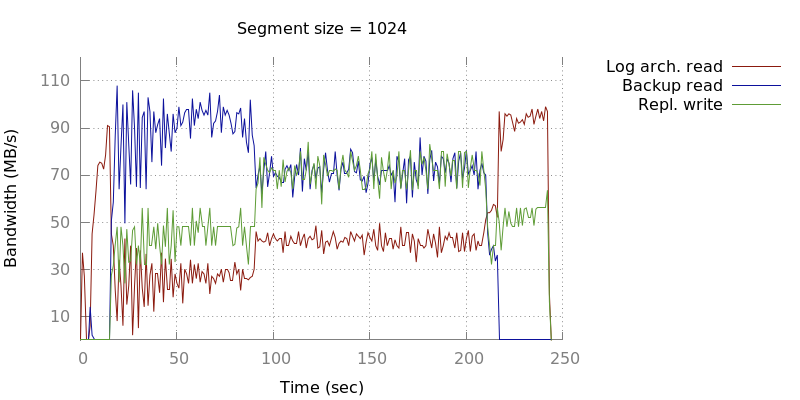 Segment size = 1024
Log arch. read
Backup read
Repl. write
Bandwidth (MB/s)
110
90
70
50
30
10
0 50 100 150 200 250
Time (sec)